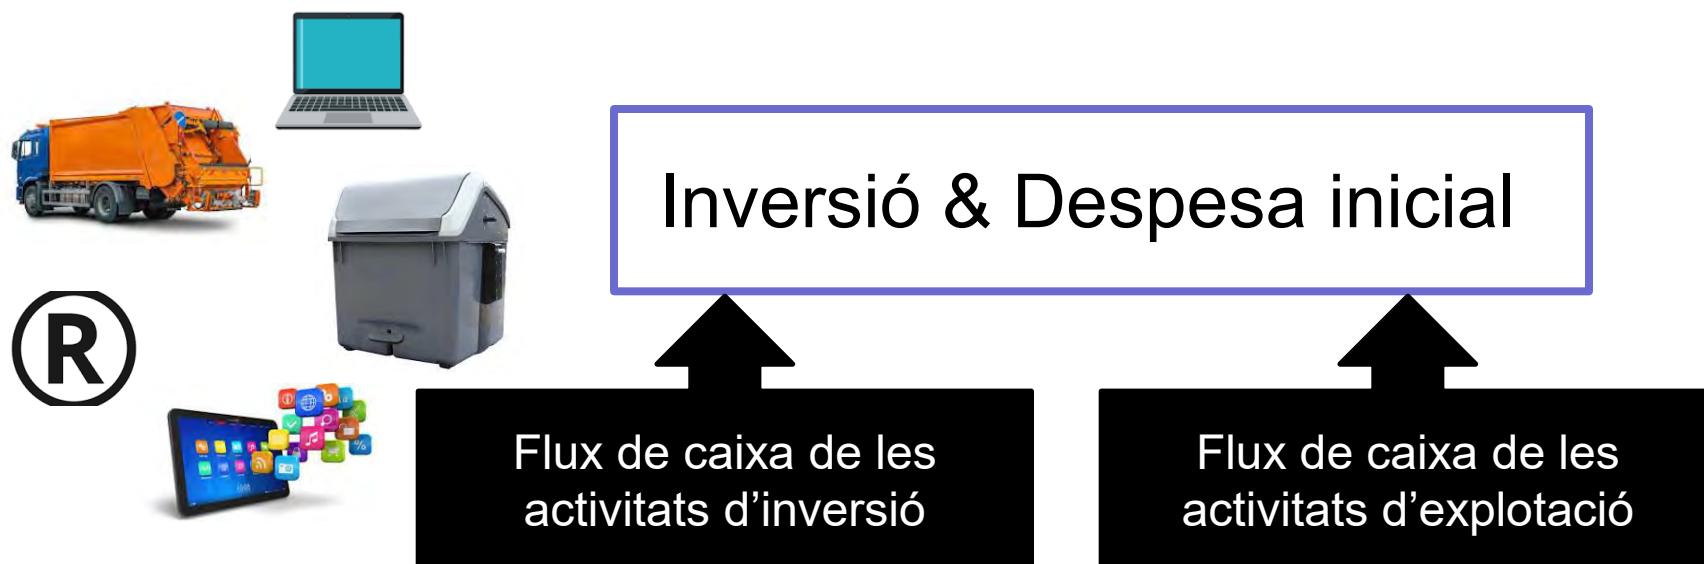 Inversió & Despesa inicial
R
Flux de caixa de les
activitats d’inversió
Flux de caixa de les
activitats d’explotació